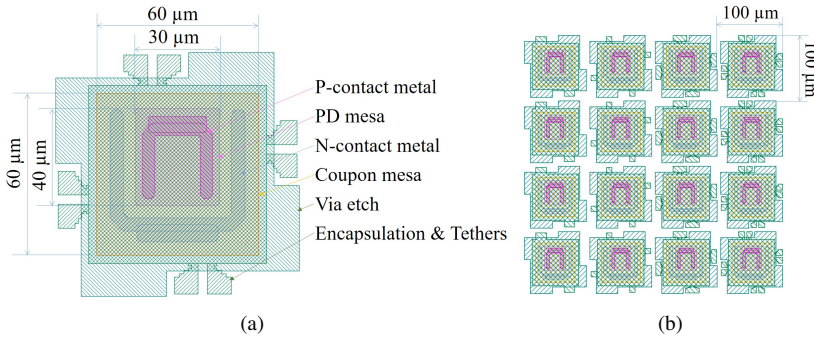 60 µm
30 µm
60 µm
40 µm
P-contact metal
PD mesa
N-contact metal
Coupon mesa
Via etch
Encapsulation & Tethers
(a)
100 µm
100 µm
(b)